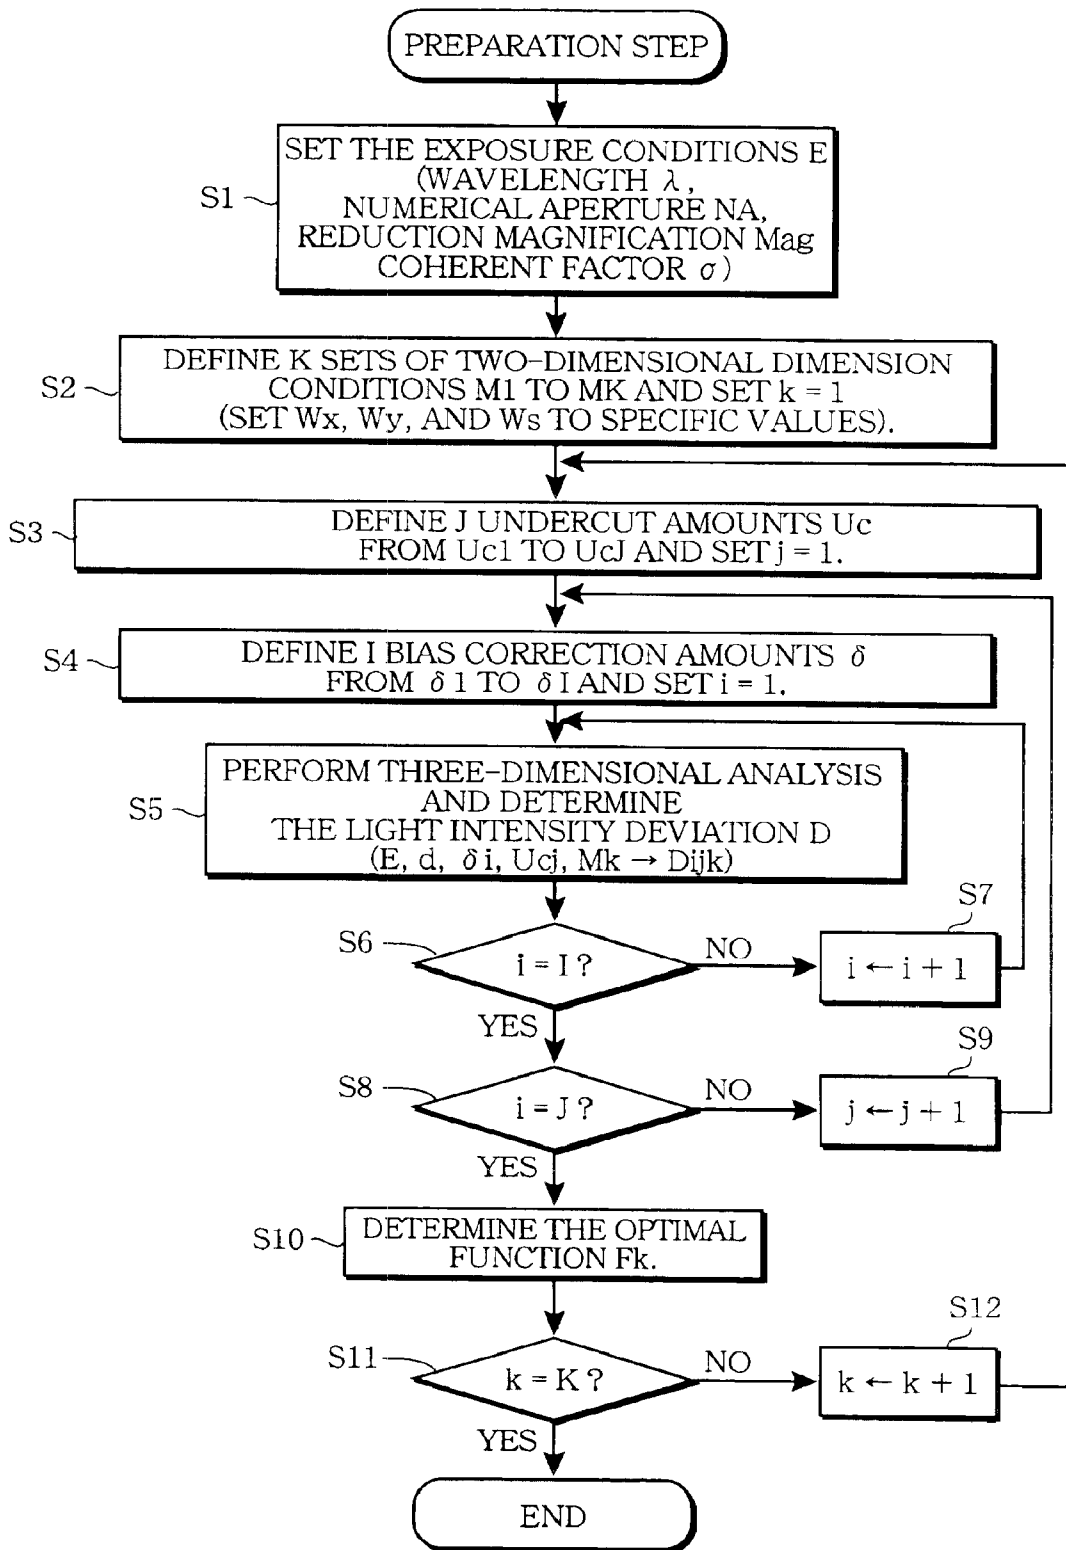 PREPARATION STEP
SET THE EXPOSURE CONDITIONS E
(WAVELENGTH λ,
NUMERICAL APERTURE NA,
REDUCTION MAGNIFICATION Mag
COHERENT FACTOR σ)
S1
DEFINE K SETS OF TWO-DIMENSIONAL DIMENSION
CONDITIONS M1 TO MK AND SET k = 1
(SET Wx, Wy, AND Ws TO SPECIFIC VALUES).
S2
DEFINE J UNDERCUT AMOUNTS Uc
FROM Uc1 TO UcJ AND SET j = 1.
S3
DEFINE I BIAS CORRECTION AMOUNTS δ
FROM δ1 TO δI AND SET i = 1.
S4
PERFORM THREE-DIMENSIONAL ANALYSIS
AND DETERMINE
THE LIGHT INTENSITY DEVIATION D
(E, d, δi, Ucj, Mk → Dijk)
S5
S6
i = I ?
NO
S7
i ← i + 1
YES
S8
i = J ?
NO
S9
j ← j + 1
YES
S10
DETERMINE THE OPTIMAL
FUNCTION Fk.
S11
k = K ?
NO
S12
k ← k + 1
YES
END